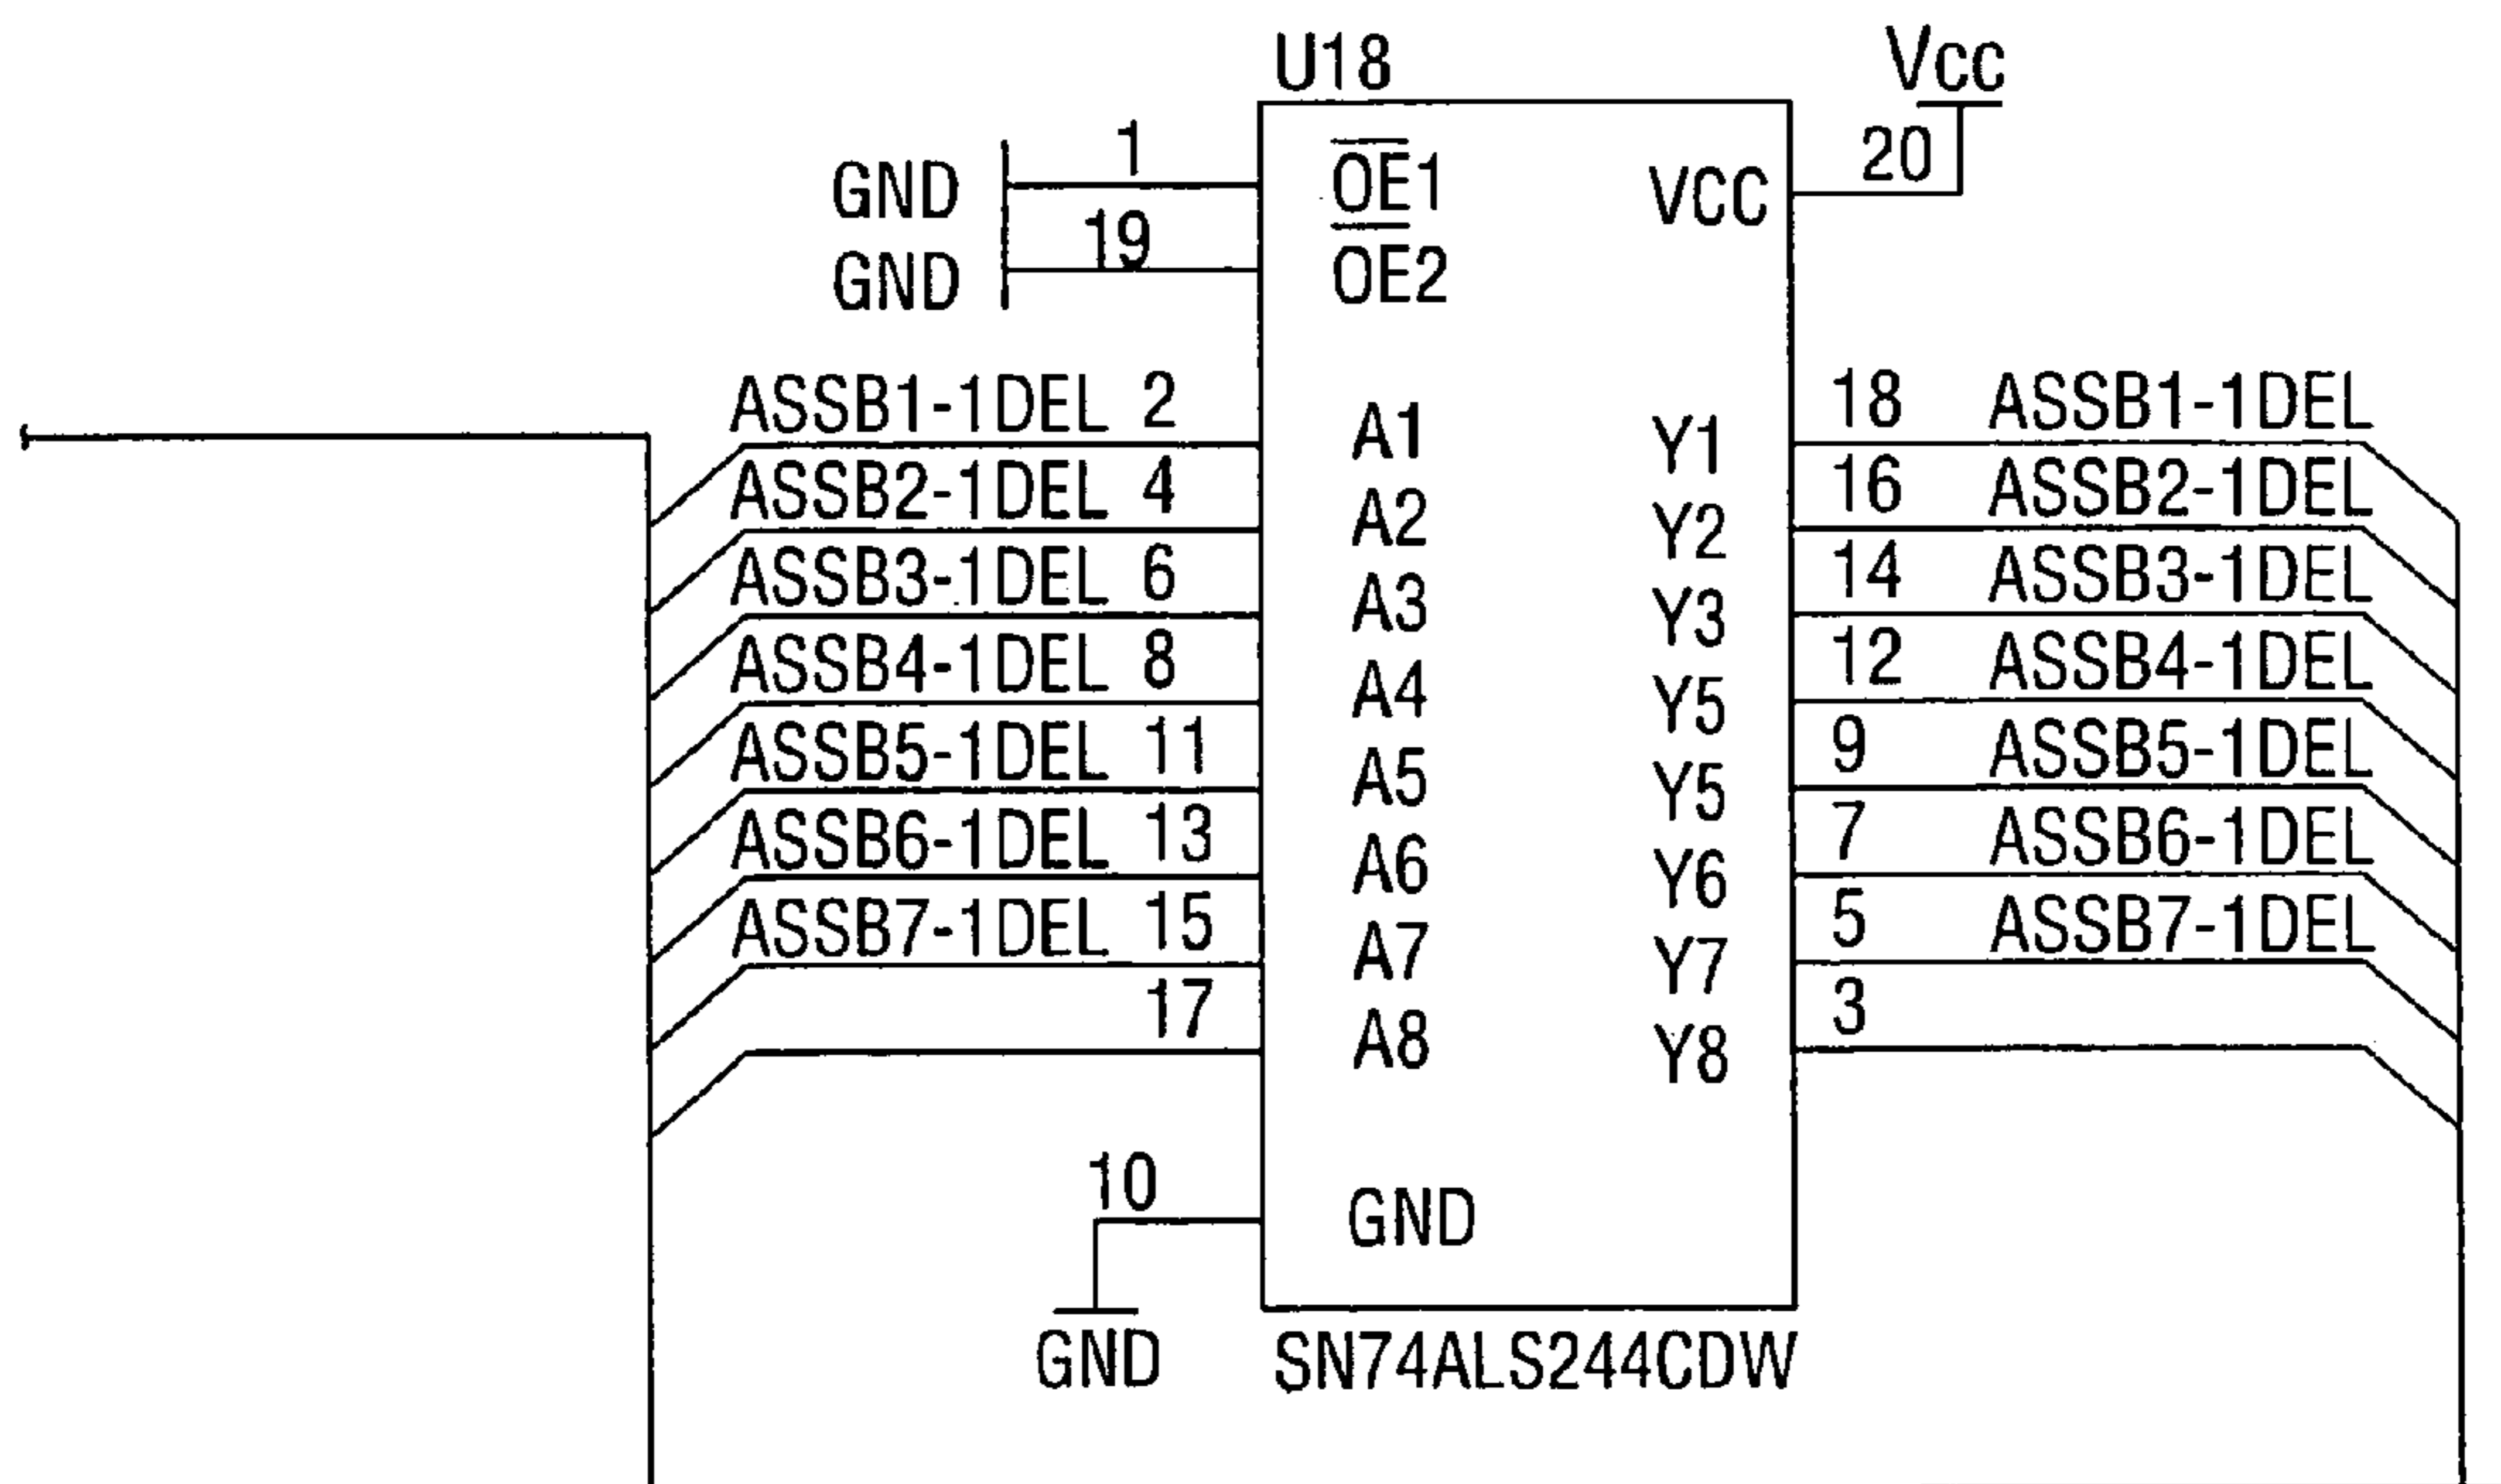 U18
Vcc
1
20
GND
OE1
VCC
19
GND
OE2
ASSB1-1DEL 2 A1 Y1 18 ASSB1-1DEL
ASSB2-1DEL 4 A2 Y2 16 ASSB2-1DEL
ASSB3-1DEL 6 A3 Y3 14 ASSB3-1DEL
ASSB4-1DEL 8 A4 Y5 12 ASSB4-1DEL
ASSB5-1DEL 11 A5 Y5 9 ASSB5-1DEL
ASSB6-1DEL 13 A6 Y6 7 ASSB6-1DEL
ASSB7-1DEL 15 A7 Y7 5 ASSB7-1DEL
17 A8 Y8 3
10
GND
GND
SN74ALS244CDW